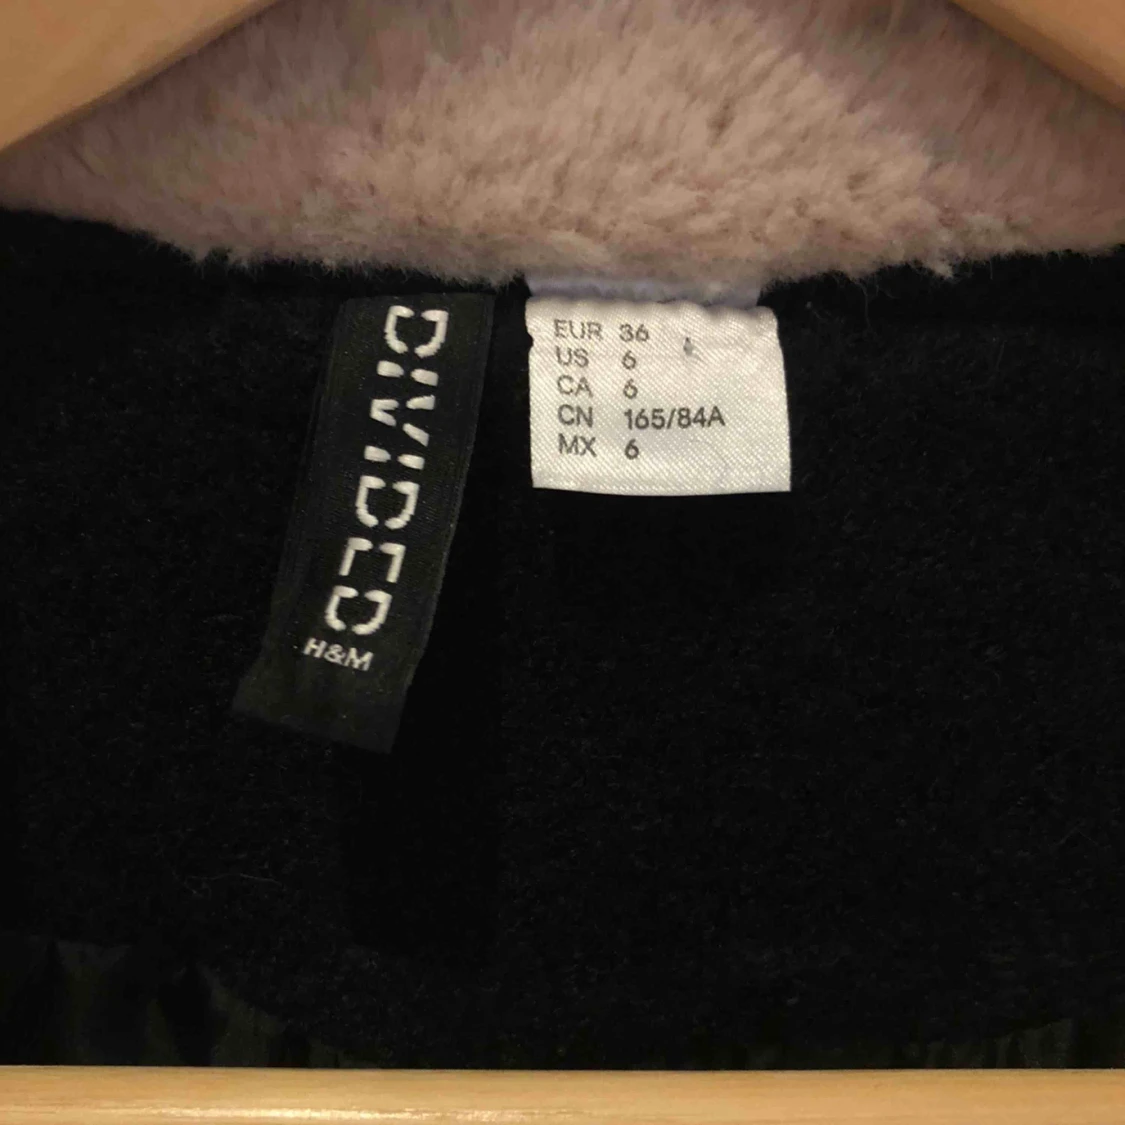 DIVIDED
H&M
EUR 36
US 6
CA 6
CN 165/84A
MX 6